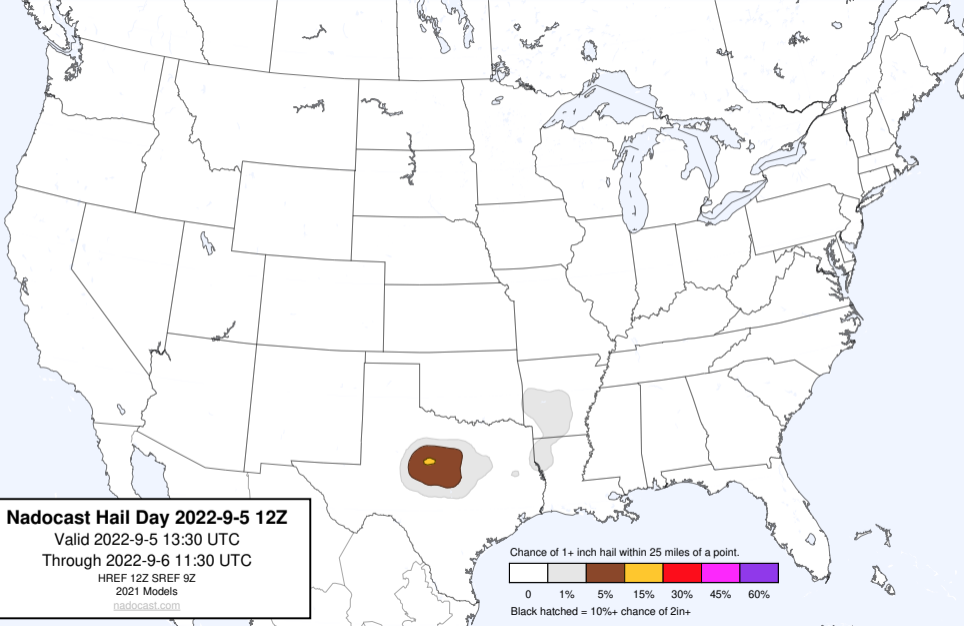 Nadocast Hail Day 2022-9-5 12Z
Valid 2022-9-5 13:30 UTC
Through 2022-9-6 11:30 UTC
HREF 12Z SREF 9Z
2021 Models
nadocast.com
Chance of 1+ inch hail within 25 miles of a point.
0 1% 5% 15% 30% 45% 60%
Black hatched = 10%+ chance of 2in+